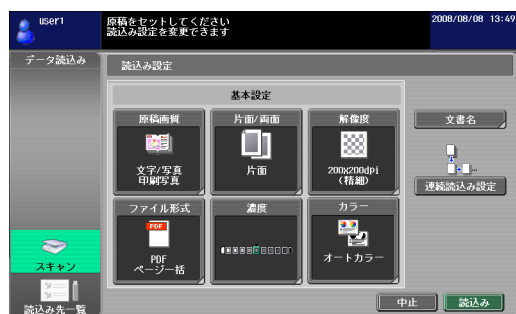 user1
原稿をセットしてください
読込み設定を変更できます
2008/08/08 13:49
データ読込み
読込み設定
基本設定
原稿画質
片面/両面
解像度
文字/写真
印刷写真
片面
200x200dpi
(精細)
文書名
連続読込み設定
ファイル形式
濃度
カラー
PDF
PDF
ページ一括
オートカラー
スキャン
読込み先一覧
中止
読込み